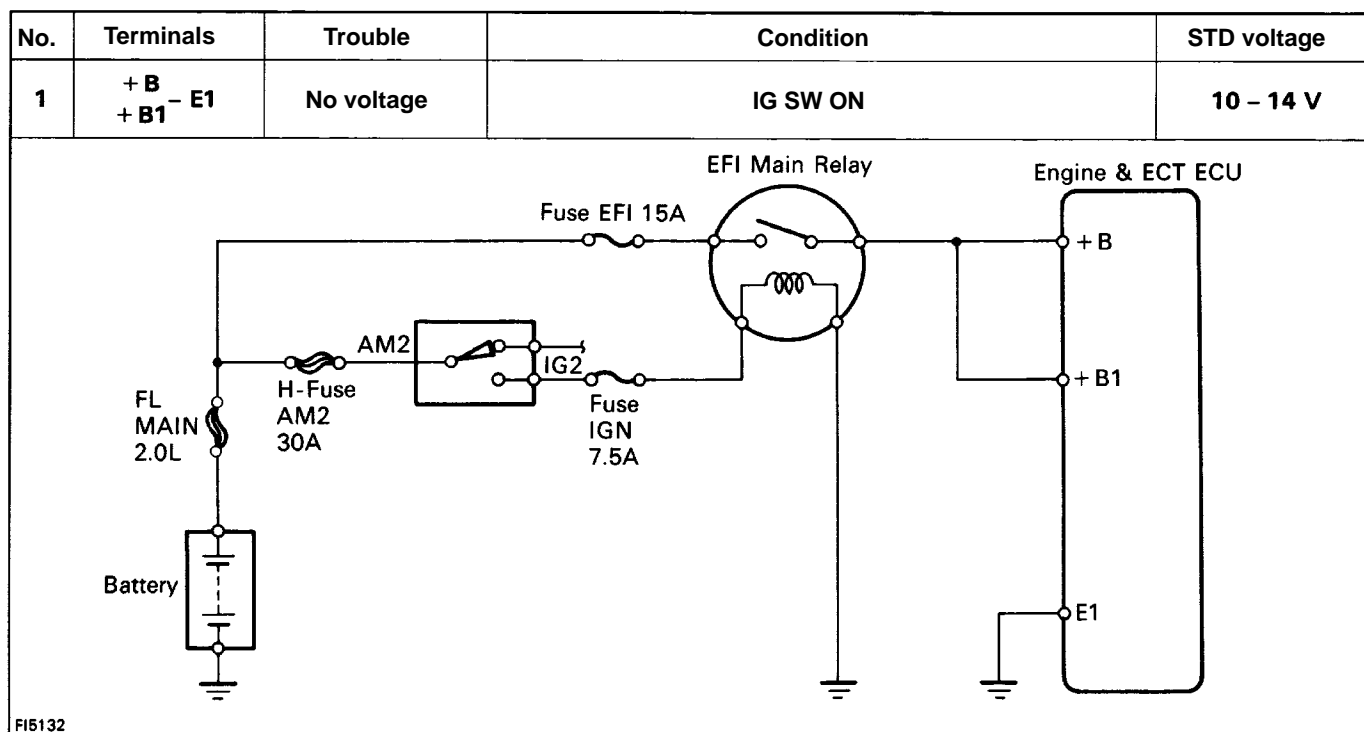 No. Terminals Trouble Condition STD voltage
1 +B +B1 – E1 No voltage IG SW ON 10 – 14 V
EFI Main Relay
Engine & ECT ECU
Fuse EFI 15A
+B
AM2
IG2
+B1
FL
MAIN
2.0L
H-Fuse
AM2
30A
Fuse
IGN
7.5A
Battery
E1
FI5132